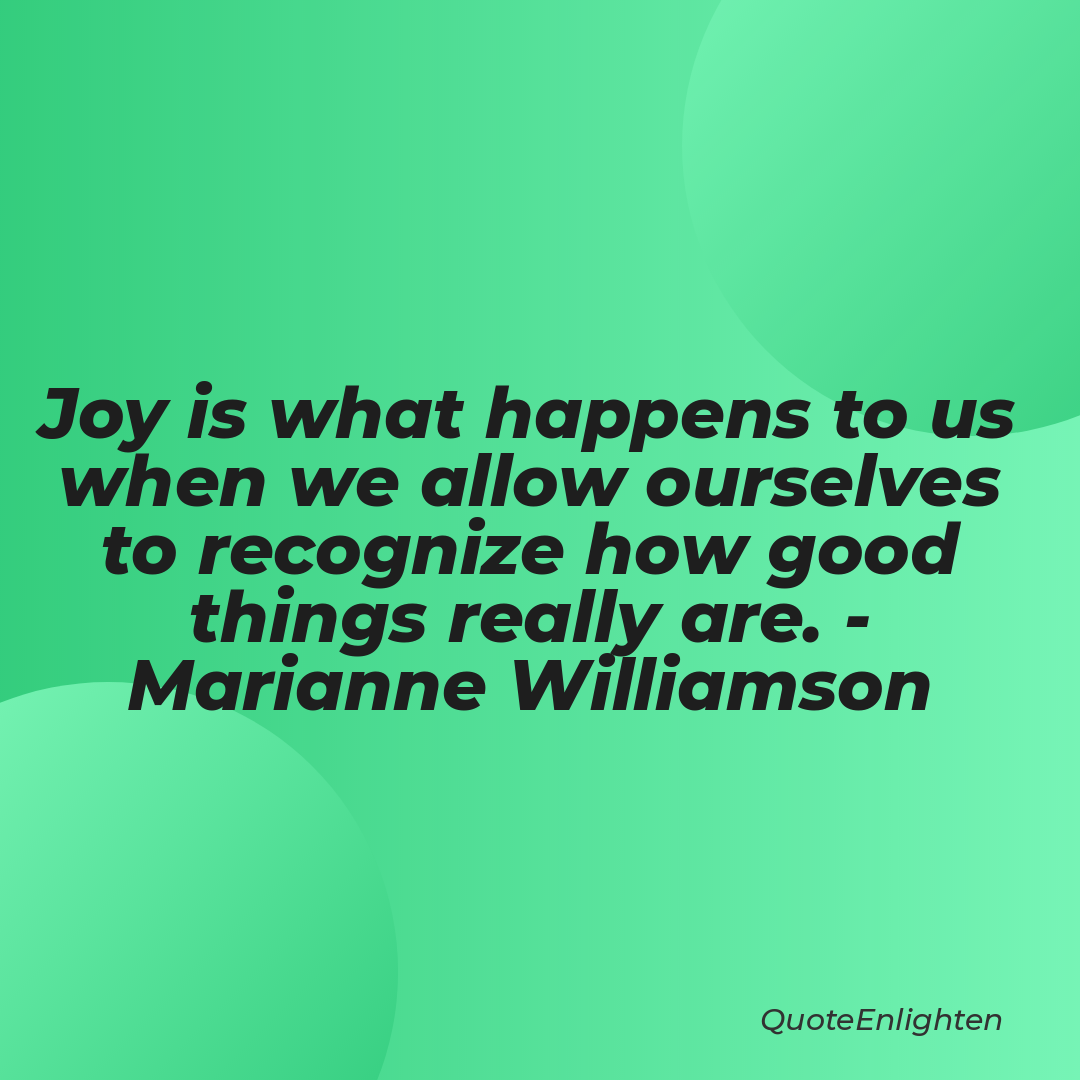 Joy is what happens to us
when we allow ourselves
to recognize how good
things really are. -
Marianne Williamson
QuoteEnlighten